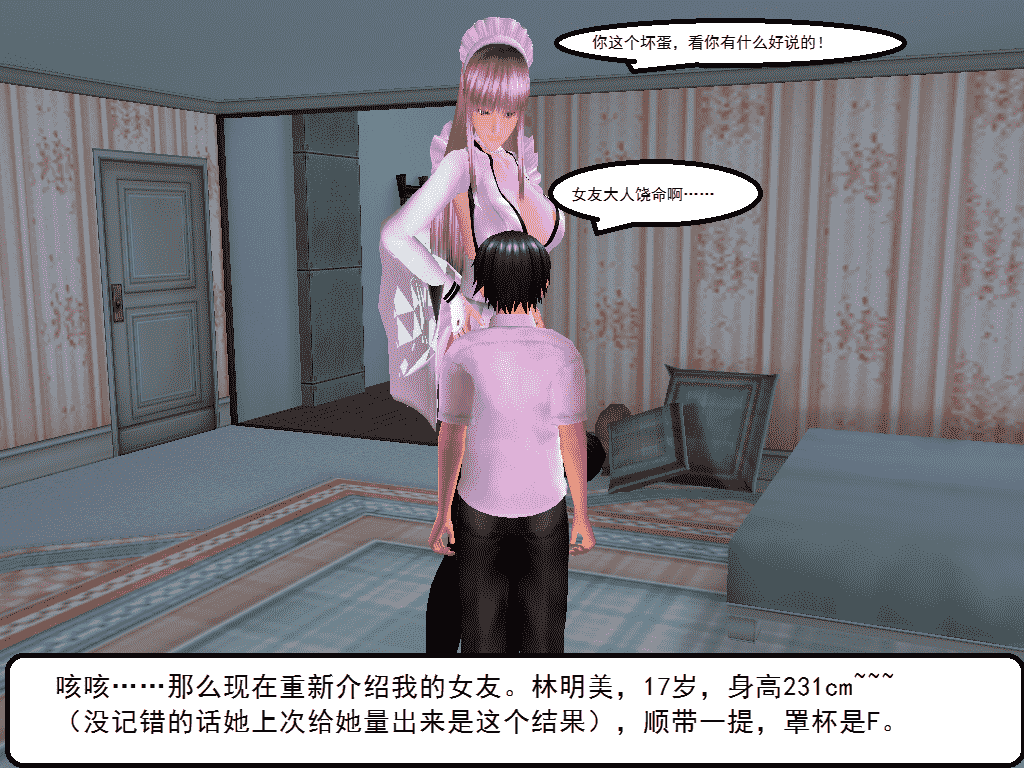 你这个坏蛋，看你有什么好说的！
女友大人饶命啊……
咳咳……那么现在重新介绍我的女友。林明美，17岁，身高231cm~~~
（没记错的话她上次给她量出来是这个结果），顺带一提，罩杯是F。